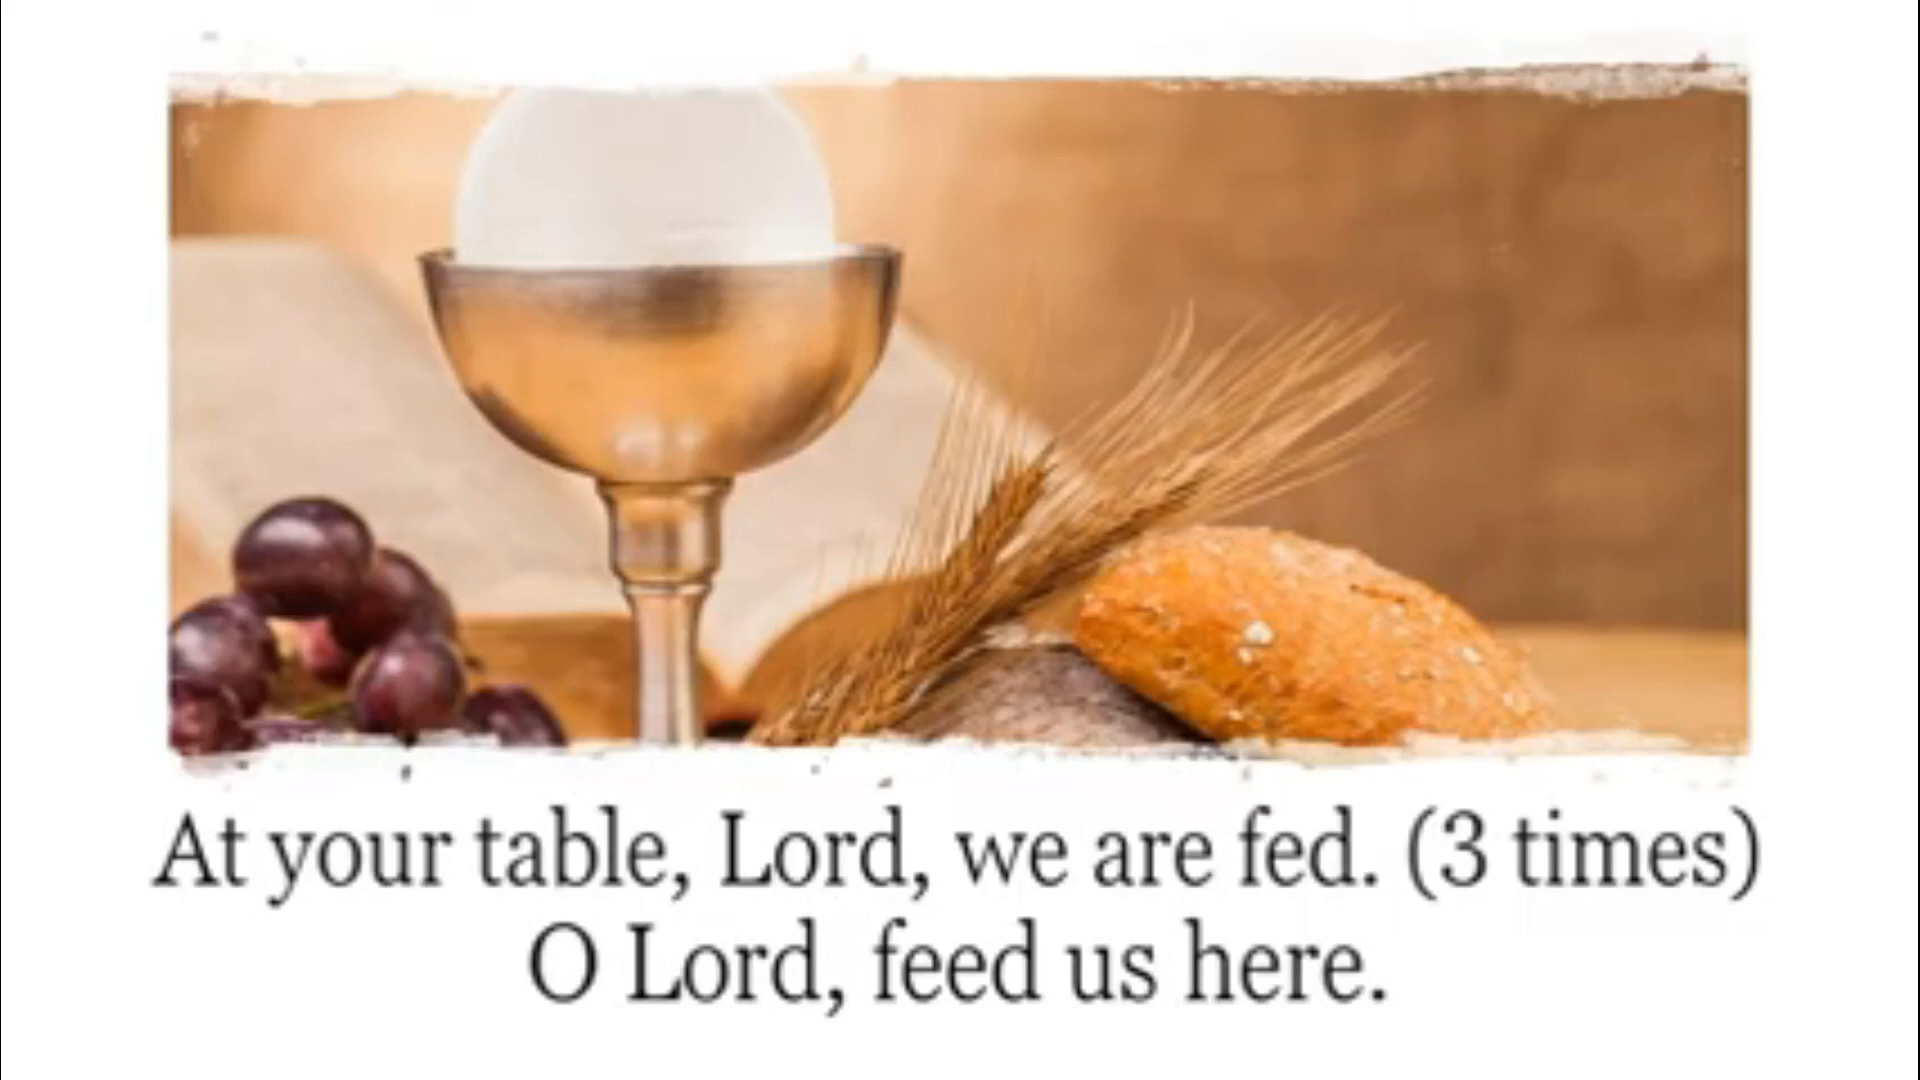 At your table, Lord, we are fed. (3 times)
O Lord, feed us here.